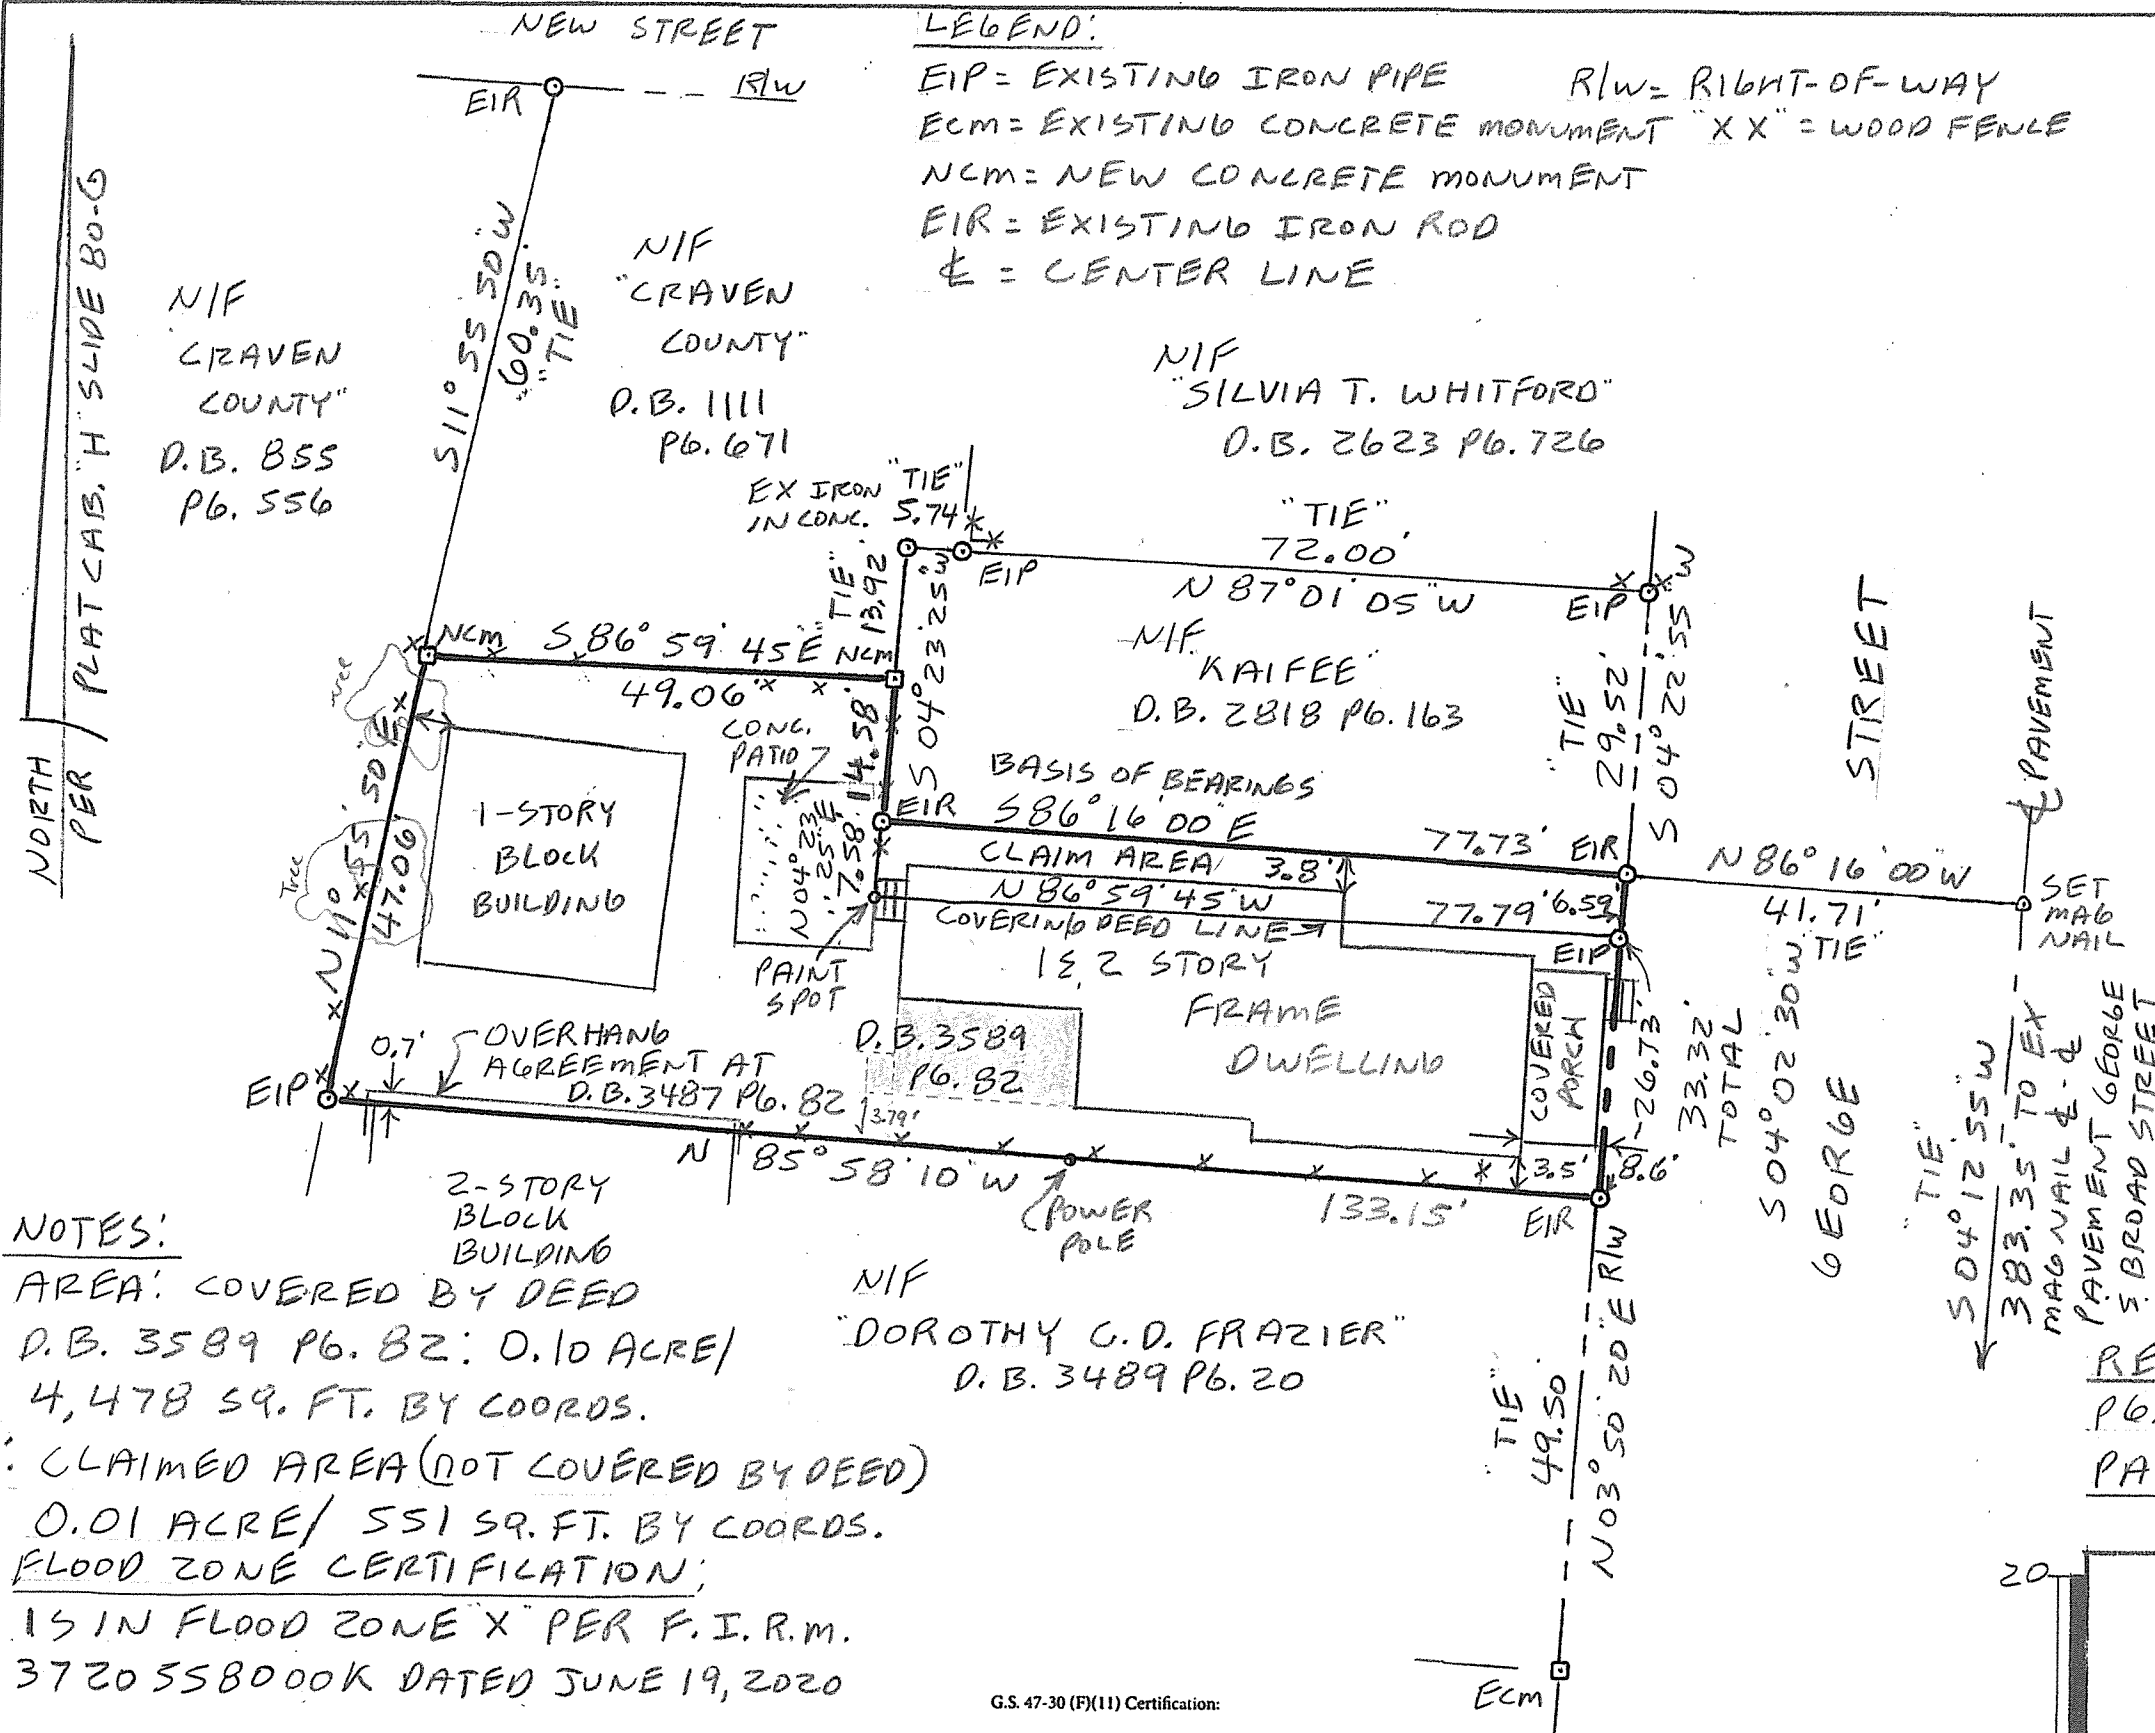 NEW STREET
EIR
R/W
LEGEND:
EIP = EXISTING IRON PIPE
R/W = RIGHT-OF-WAY
ECM = EXISTING CONCRETE MONUMENT "XX" = WOOD FENCE
NCM = NEW CONCRETE MONUMENT
EIR = EXISTING IRON ROD
℄ = CENTER LINE
NORTH
PER PLAT CAB. "H" SLIDE 80-G
N/F
CRAVEN
COUNTY"
D.B. 855
PG. 556
S 11° 55' 50" W
60.35'
"TIE"
N/F
"CRAVEN
COUNTY"
D.B. 1111
PG. 671
N/F
"SILVIA T. WHITFORD"
D.B. 2623 PG. 726
EX IRON
IN CONC.
"TIE"
5.74'
EIP
"TIE"
72.00'
N 87° 01' 05" W
EIP
"TIE"
13.92'
S 04° 23' 25" W
NCM
S 86° 59' 45 E
NCM
49.06'
N/F
KAIFEE"
D.B. 2818 PG. 163
"TIE"
29.52'
S 04° 22' 55" W
STREET
℄ PAVEMENT
Tree
Tree
N 11° 55' 50" E
47.06'
1-STORY
BLOCK
BUILDING
CONC.
PATIO
14.58'
N 04° 23'
25" E
7.58'
PAINT
SPOT
EIR
BASIS OF BEARINGS
S 86° 16' 00" E
77.73'
EIR
CLAIM AREA
3.8'
N 86° 59' 45" W
77.79'
6.59'
COVERING DEED LINE
EIP
N 86° 16' 00" W
41.71'
"TIE"
SET
MAG
NAIL
1 & 2 STORY
FRAME
DWELLING
COVERED
PORCH
26.73'
33.32'
TOTAL
S 04° 02' 30" W
GEORGE
D.B. 3589
PG. 82
3.79'
EIP
0.7'
OVERHANG
AGREEMENT AT
D.B. 3487 PG. 82
2-STORY
BLOCK
BUILDING
N 85° 58' 10" W
133.15'
POWER
POLE
3.5'
8.6'
EIR
R/W
"TIE"
S 04° 12' 55" W
383.35' TO EX
MAG NAIL ℄ - ℄
PAVEMENT GEORGE
S. BROAD STREET
N/F
"DOROTHY C.D. FRAZIER"
D.B. 3489 PG. 20
"TIE"
49.50'
N 03° 50' 20" E
ECM
NOTES:
AREA: COVERED BY DEED
D.B. 3589 PG. 82: 0.10 ACRE/
4,478 SQ. FT. BY COORDS.
: CLAIMED AREA (NOT COVERED BY DEED)
0.01 ACRE/ 551 SQ. FT. BY COORDS.
FLOOD ZONE CERTIFICATION:
IS IN FLOOD ZONE "X" PER F.I.R.M.
3720558000K DATED JUNE 19, 2020
G.S. 47-30 (F)(11) Certification:
RE
PG.
PA
20